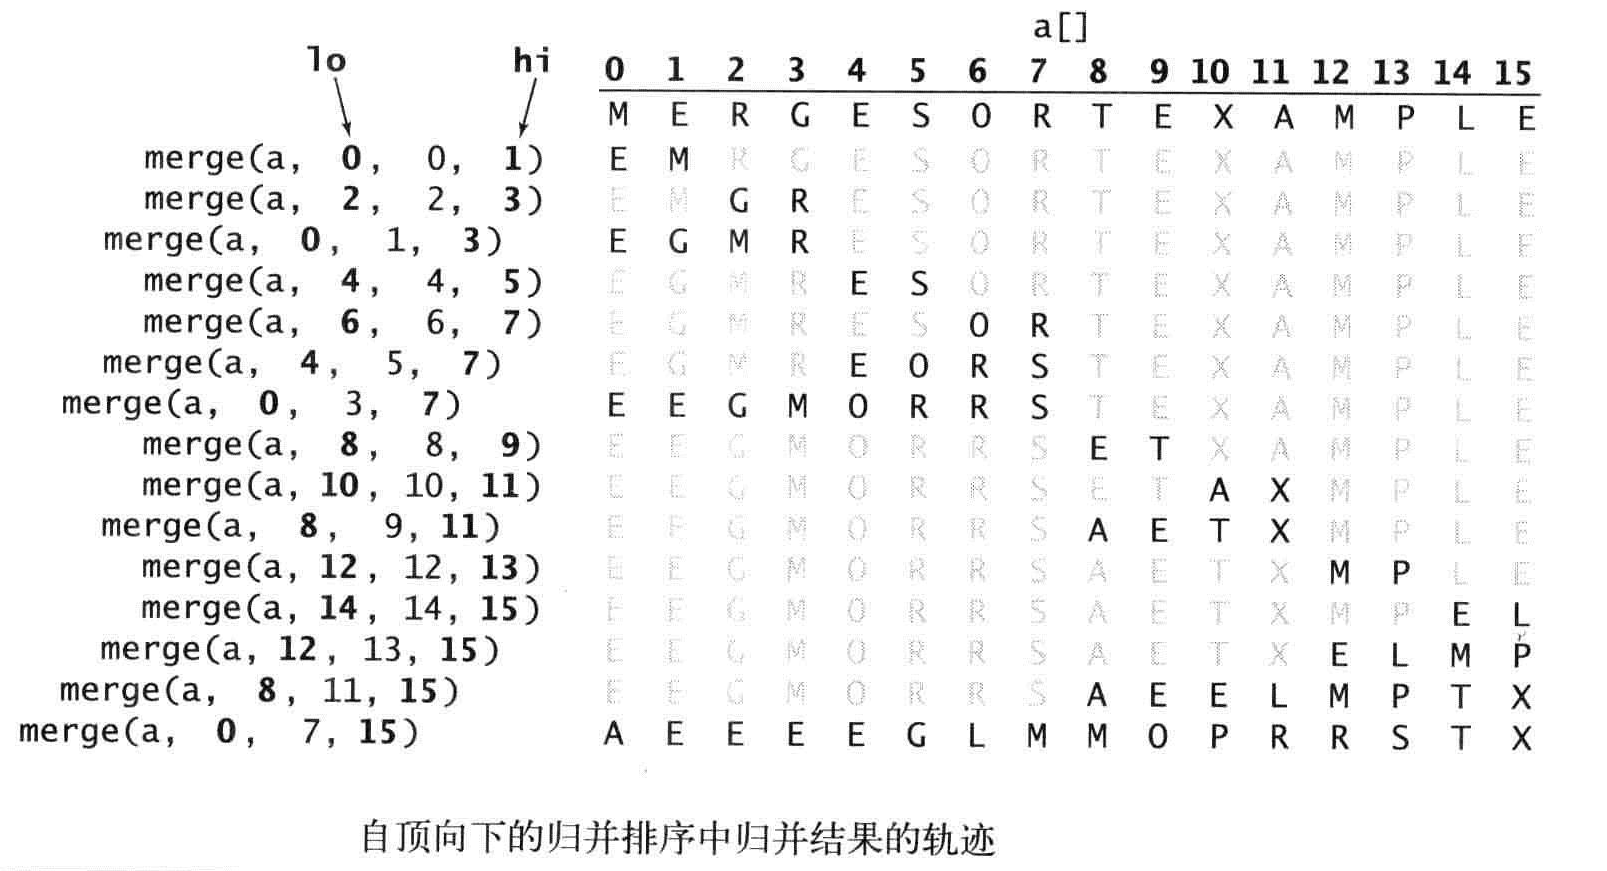 a[]
lo hi 0 1 2 3 4 5 6 7 8 9 10 11 12 13 14 15
M E R G E S O R T E X A M P L E
merge(a, 0, 0, 1) E M R G E S O R T E X A M P L E
merge(a, 2, 2, 3) E M G R E S O R T E X A M P L E
merge(a, 0, 1, 3) E G M R E S O R T E X A M P L E
merge(a, 4, 4, 5) E G M R E S O R T E X A M P L E
merge(a, 6, 6, 7) E G M R E S O R T E X A M P L E
merge(a, 4, 5, 7) E G M R E O R S T E X A M P L E
merge(a, 0, 3, 7) E E G M O R R S T E X A M P L E
merge(a, 8, 8, 9) E E G M O R R S E T X A M P L E
merge(a, 10, 10, 11) E E G M O R R S E T A X M P L E
merge(a, 8, 9, 11) E E G M O R R S A E T X M P L E
merge(a, 12, 12, 13) E E G M O R R S A E T X M P L E
merge(a, 14, 14, 15) E E G M O R R S A E T X M P E L
merge(a, 12, 13, 15) E E G M O R R S A E T X E L M P
merge(a, 8, 11, 15) E E G M O R R S A E E L M P T X
merge(a, 0, 7, 15) A E E E E G L M M O P R R S T X
自顶向下的归并排序中归并结果的轨迹